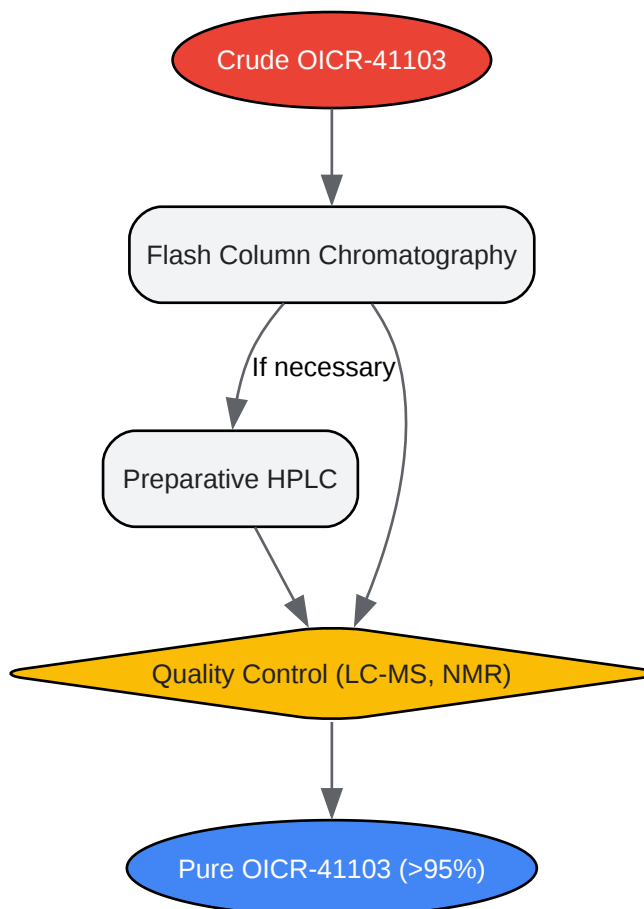 Crude OICR-41103
Flash Column Chromatography
If necessary
Preparative HPLC
Quality Control (LC-MS, NMR)
Pure OICR-41103 (>95%)